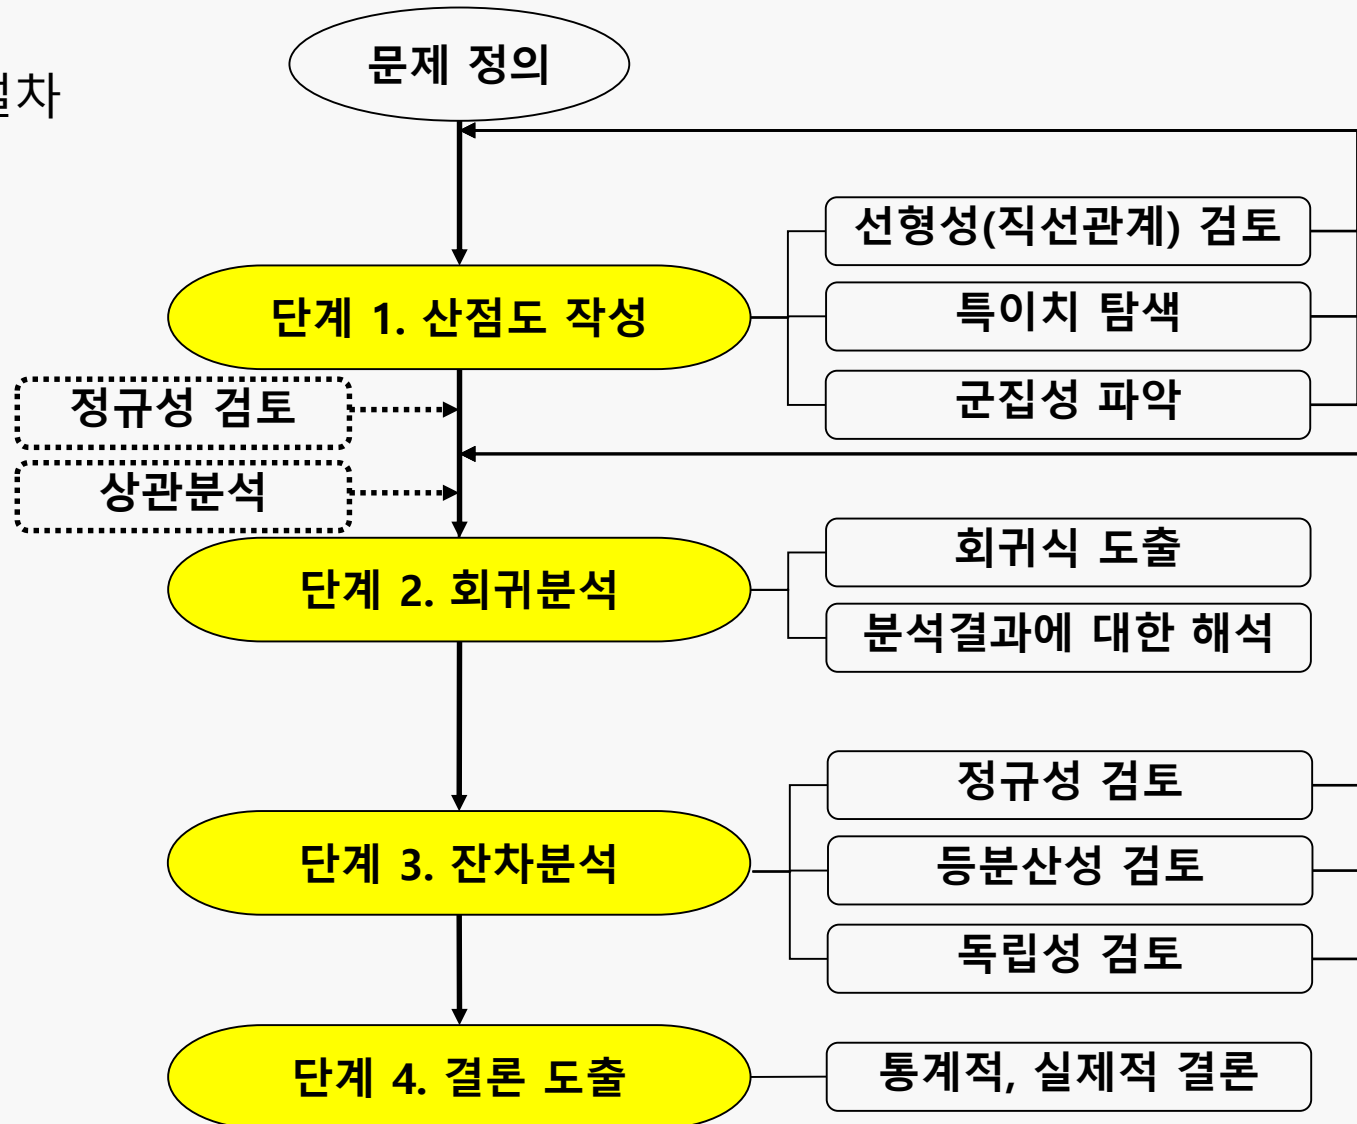 문제 정의
차
단계 1. 산점도 작성
선형성(직선관계) 검토
특이치 탐색
군집성 파악
정규성 검토
상관분석
단계 2. 회귀분석
회귀식 도출
분석결과에 대한 해석
단계 3. 잔차분석
정규성 검토
등분산성 검토
독립성 검토
단계 4. 결론 도출
통계적, 실제적 결론